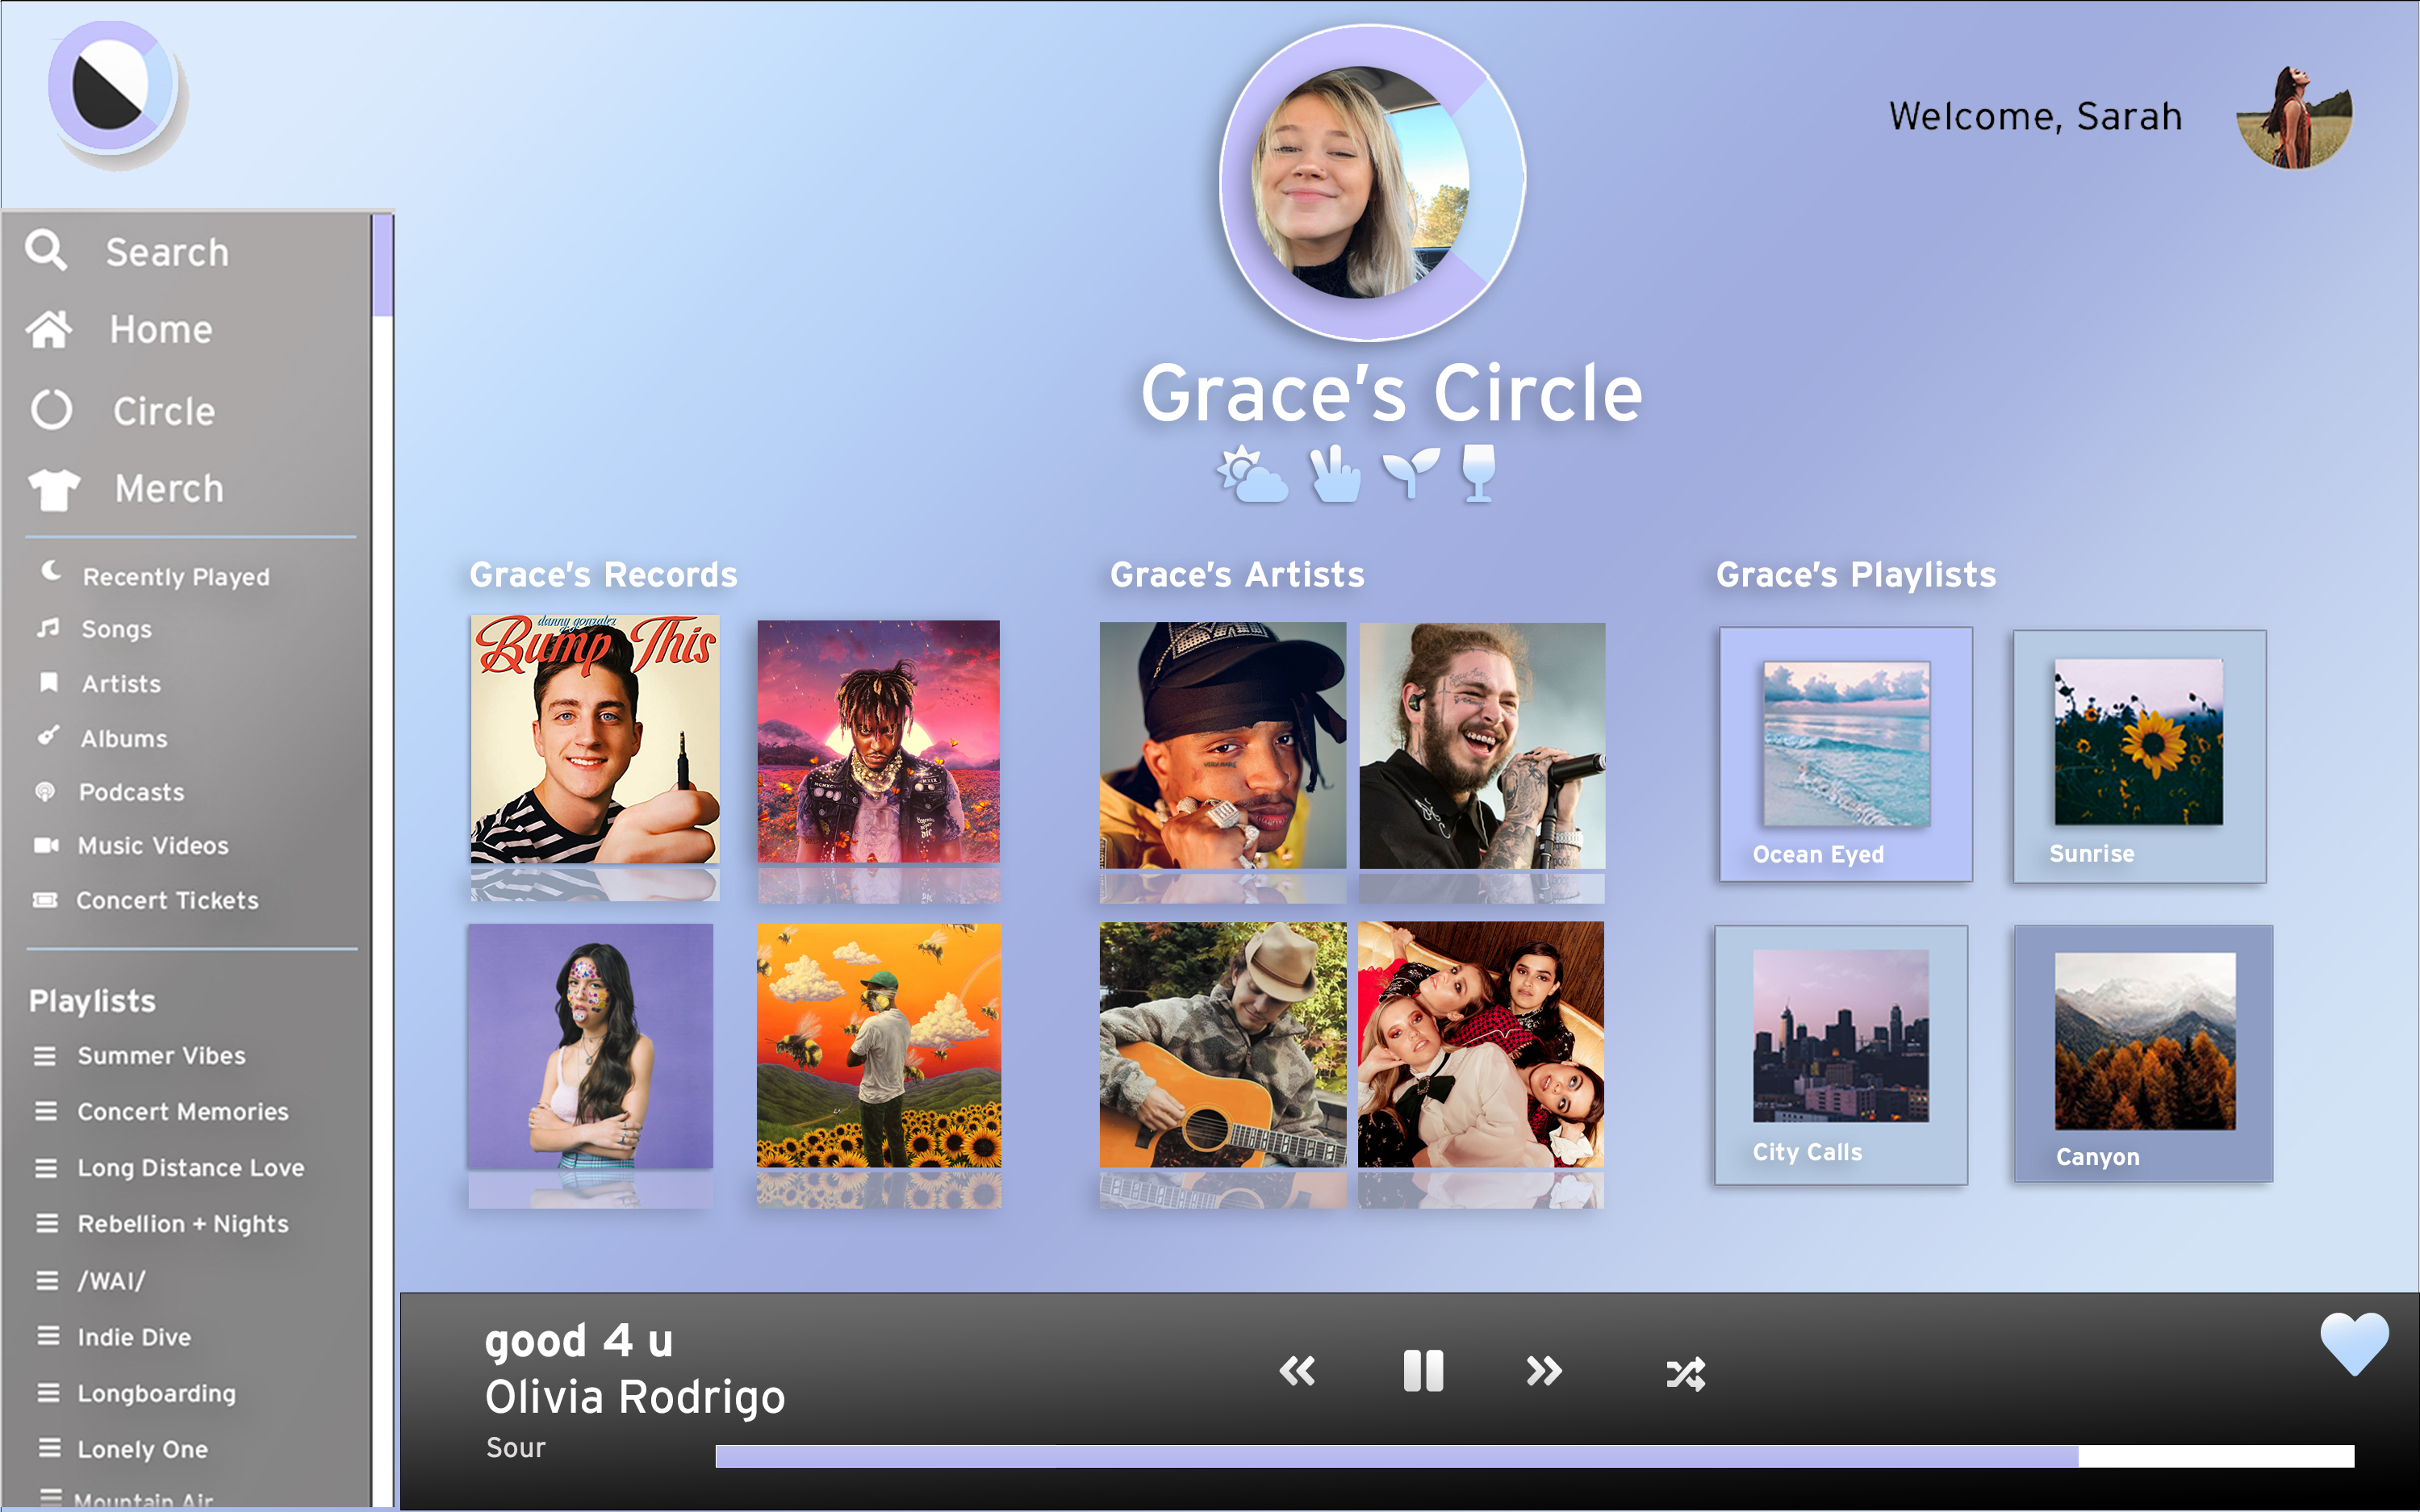 Welcome, Sarah
Search
Home
Circle
Merch
Recently Played
Songs
Artists
Albums
Podcasts
Music Videos
Concert Tickets
Playlists
Summer Vibes
Concert Memories
Long Distance Love
Rebellion + Nights
/WAI/
Indie Dive
Longboarding
Lonely One
Mountain Air
Grace's Circle
Grace's Records
danny gonzalez
Bump This
Grace's Artists
Grace's Playlists
Ocean Eyed
Sunrise
City Calls
Canyon
good 4 u
Olivia Rodrigo
Sour